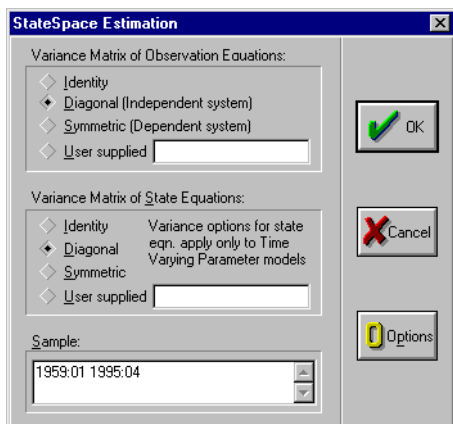 StateSpace Estimation
Variance Matrix of Observation Equations:
Identity
Diagonal (Independent system)
Symmetric (Dependent system)
User supplied
OK
Variance Matrix of State Equations:
Identity
Diagonal
Symmetric
User supplied
Variance options for state
eqn. apply only to Time
Varying Parameter models
Cancel
Sample:
1959:01 1995:04
Options